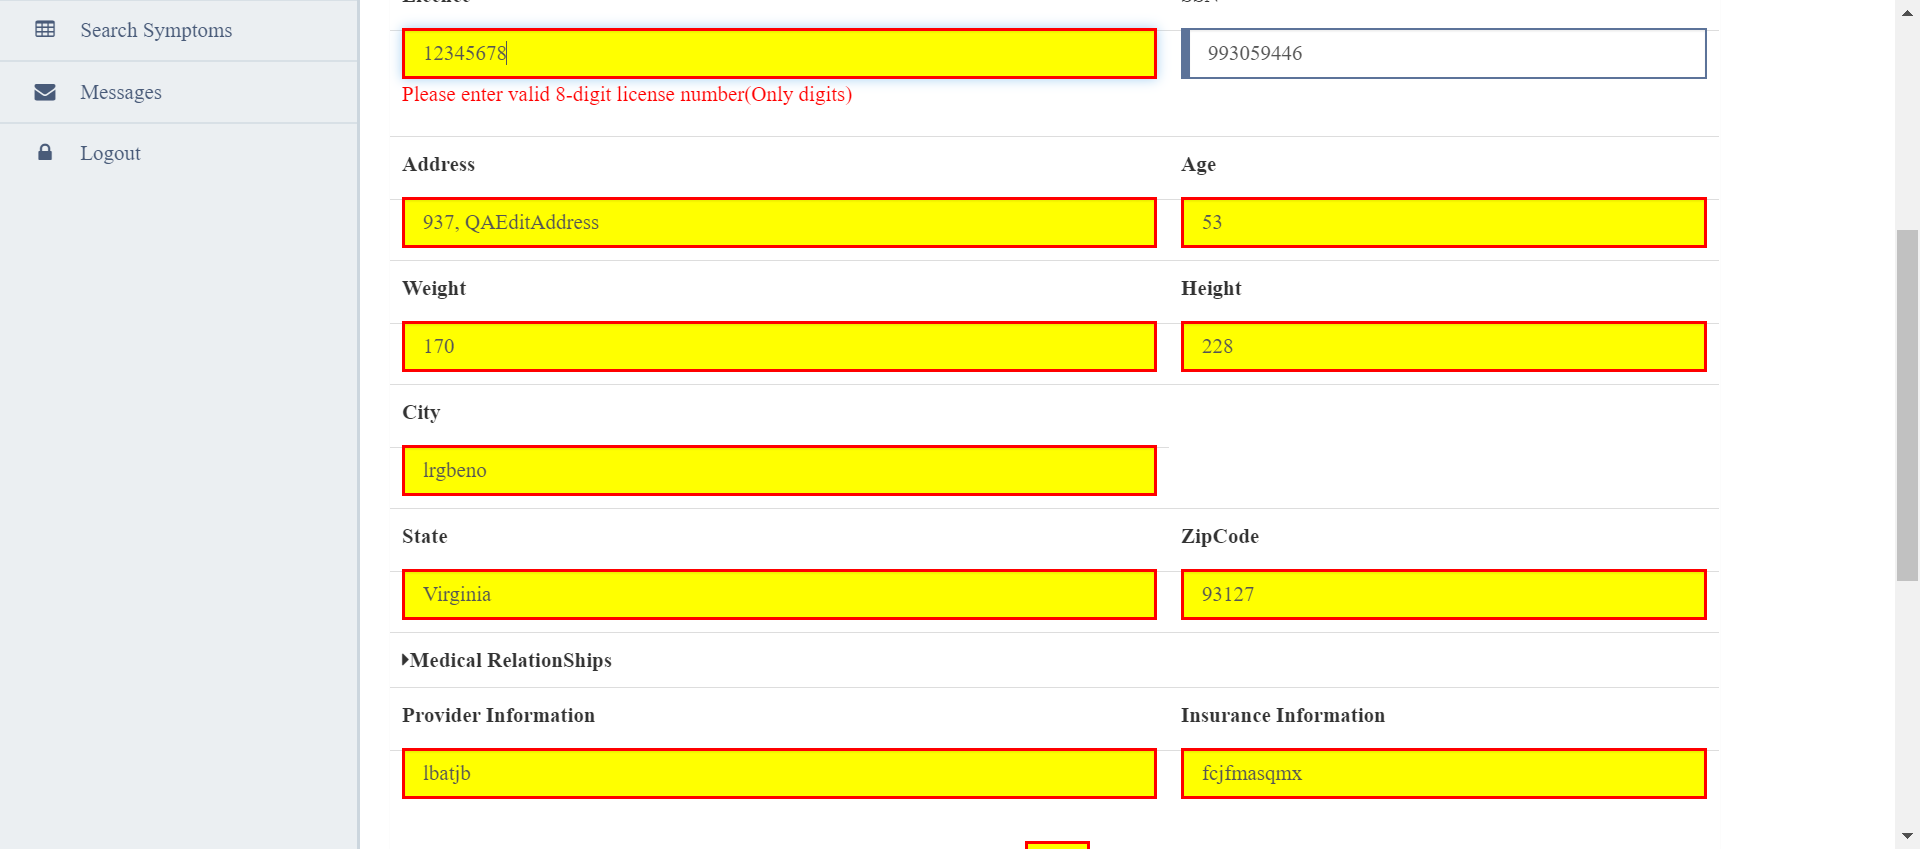 Search Symptoms
Messages
Logout
12345678
993059446
Please enter valid 8-digit license number(Only digits)
Address
Age
937, QAEditAddress
53
Weight
Height
170
228
City
lrgbeno
State
ZipCode
Virginia
93127
Medical RelationShips
Provider Information
Insurance Information
lbatjb
fcjfmasqmx